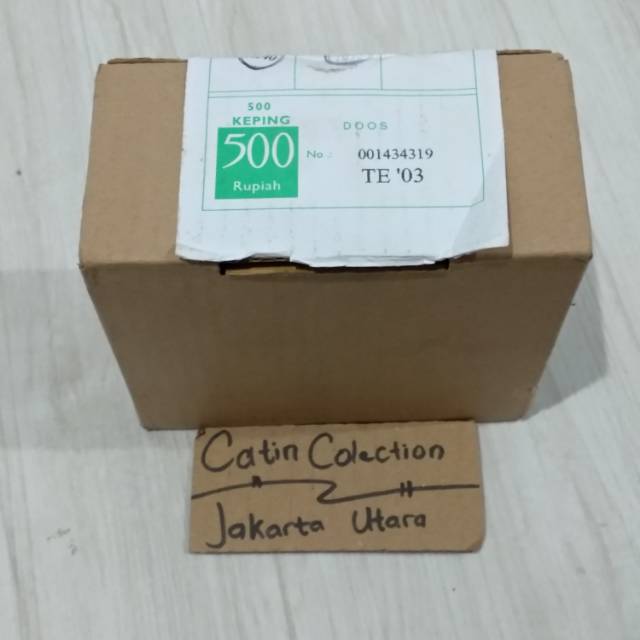 500
KEPING
500
Rupiah
DOOS
No.: 001434319
TE '03
Catin Colection
Jakarta Utara